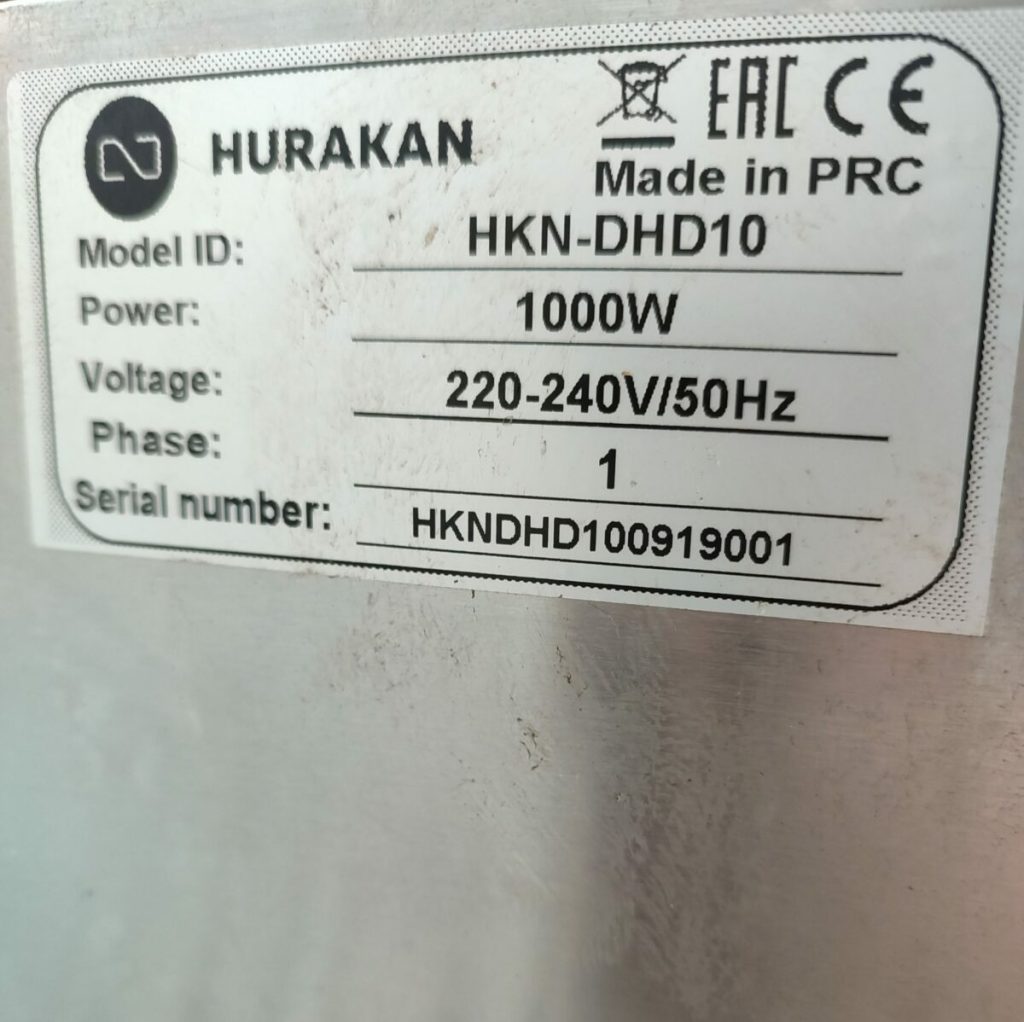 HURAKAN
EAC CE
Made in PRC
Model ID: HKN-DHD10
Power: 1000W
Voltage: 220-240V/50Hz
Phase: 1
Serial number: HKNDHD100919001